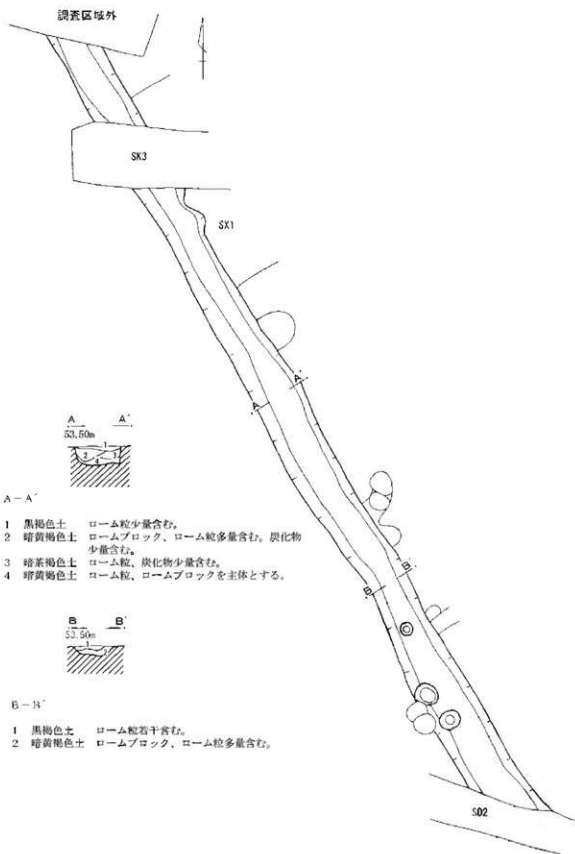 調査区域外
SK3
SX1
A A′
A A′
53.50m
1
2 3
4
A－A′
1 黒褐色土 ローム粒少量含む。
2 暗黄褐色土 ロームブロック、ローム粒多量含む。炭化物
少量含む。
3 暗茶褐色土 ローム粒、炭化物少量含む。
4 暗黄褐色土 ローム粒、ロームブロックを主体とする。
B B′
B B′
53.50m
1
2
B－B′
1 黒褐色土 ローム粒若干含む。
2 暗黄褐色土 ロームブロック、ローム粒多量含む。
SD2